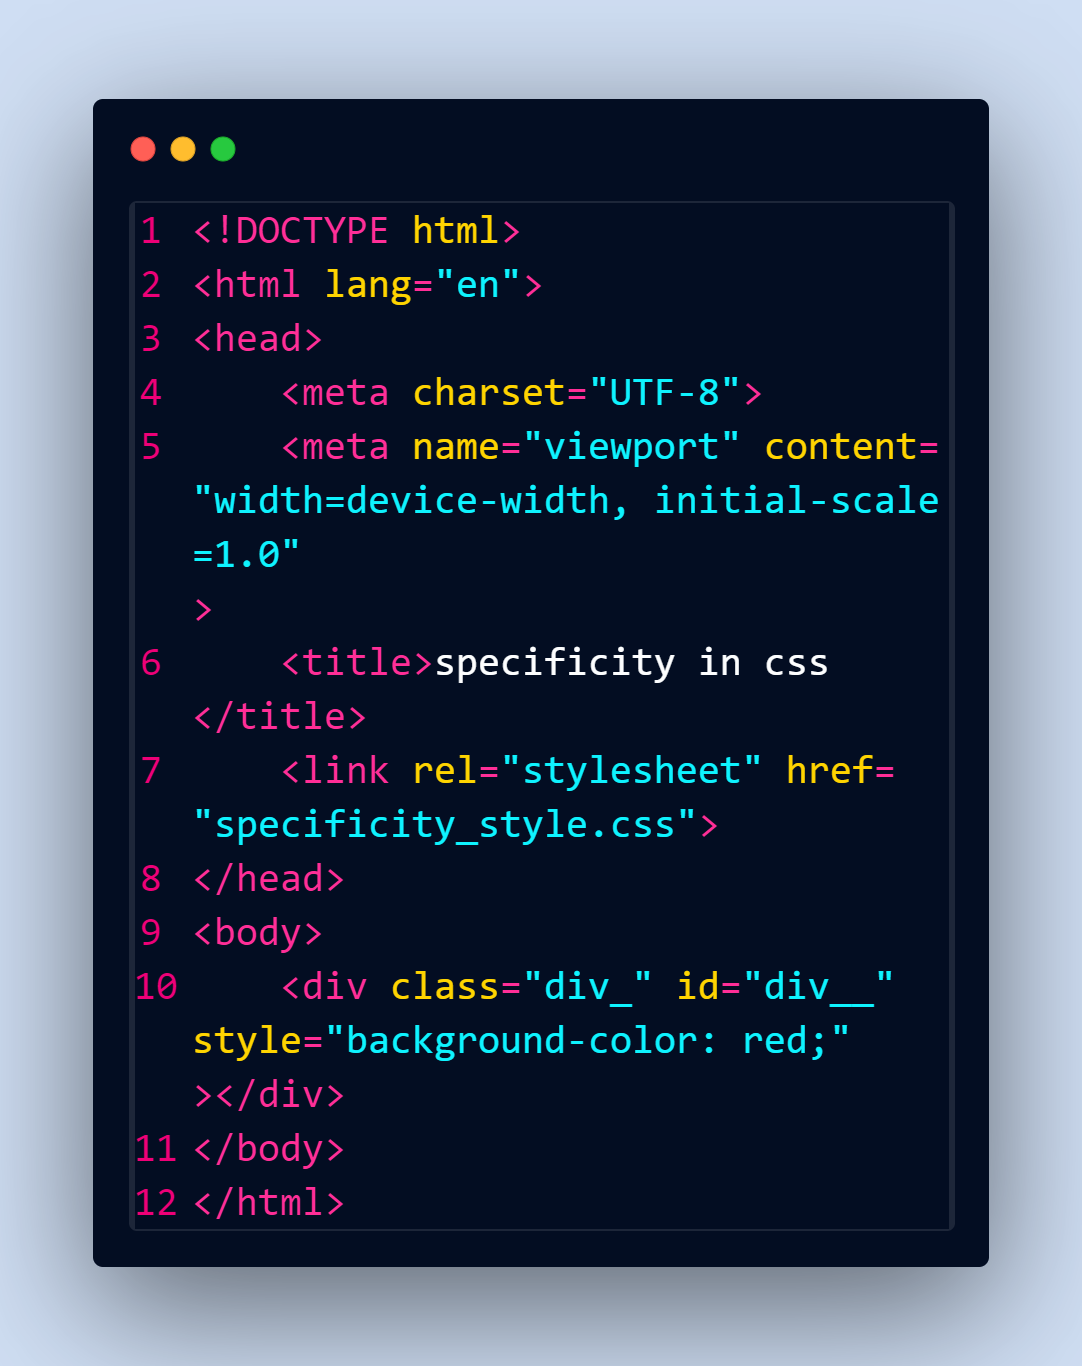 1 <!DOCTYPE html>
2 <html lang="en">
3 <head>
4     <meta charset="UTF-8">
5     <meta name="viewport" content=
"width=device-width, initial-scale
=1.0"
>
6     <title>specificity in css
</title>
7     <link rel="stylesheet" href=
"specificity_style.css">
8 </head>
9 <body>
10     <div class="div_" id="div__"
style="background-color: red;"
></div>
11 </body>
12 </html>